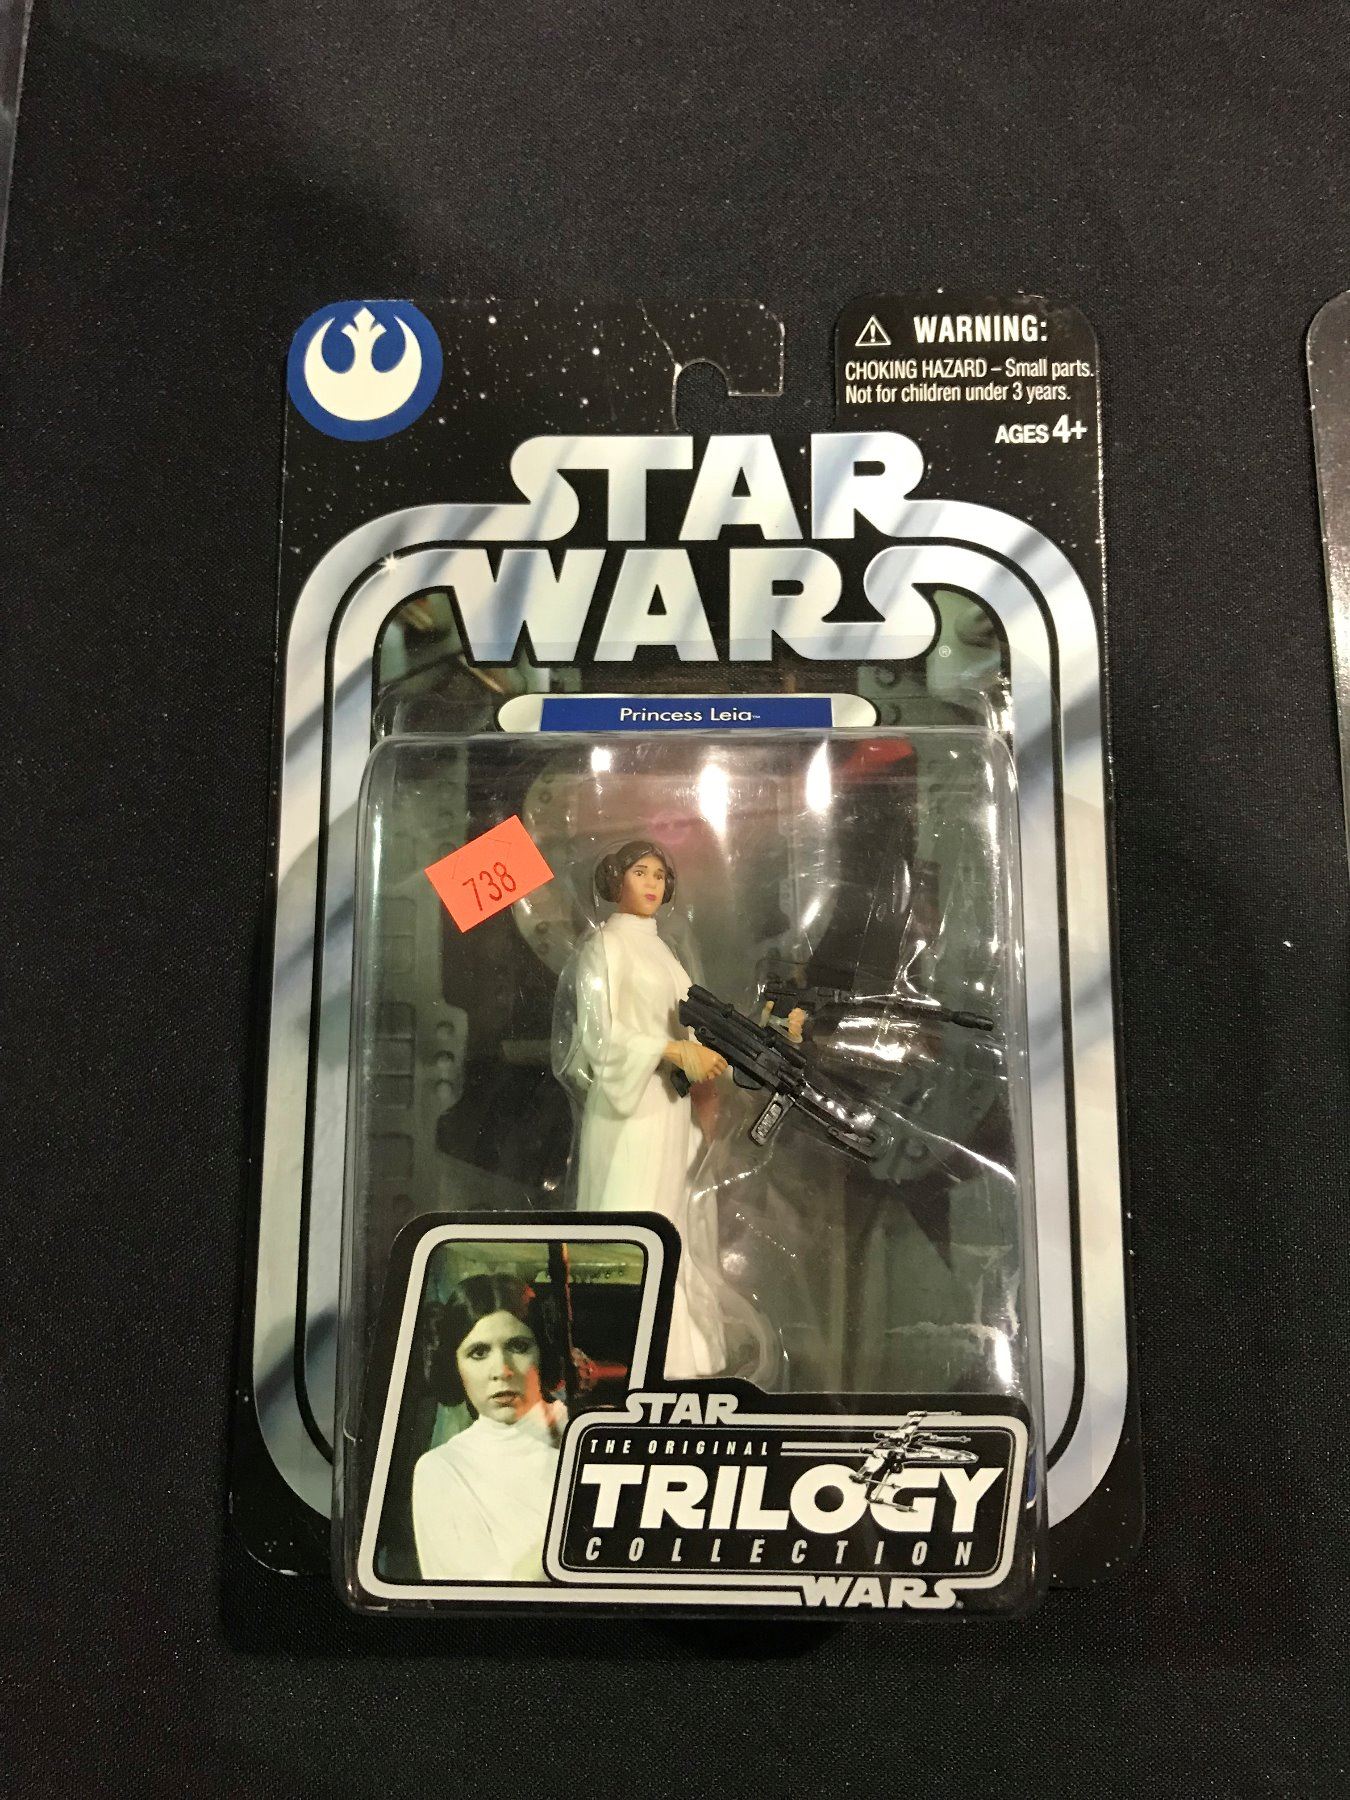 WARNING:
CHOKING HAZARD – Small parts.
Not for children under 3 years.
AGES 4+
STAR
WARS®
Princess Leia™
738
STAR
THE ORIGINAL
TRILOGY
COLLECTION
WARS®